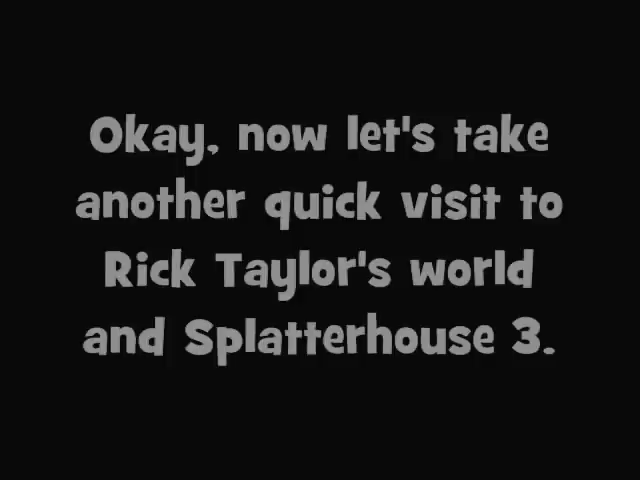 Okay, now let's take
another quick visit to
Rick Taylor's world
and Splatterhouse 3.